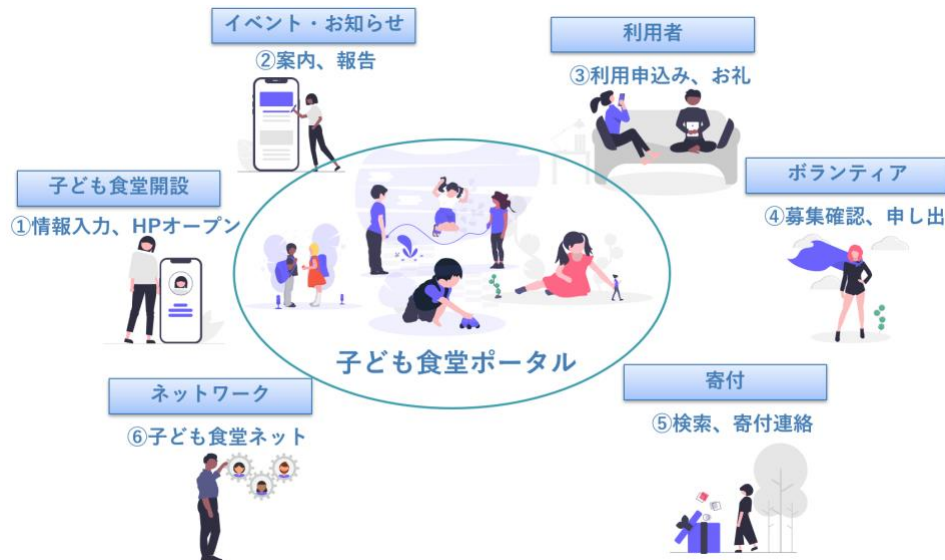 イベント・お知らせ
②案内、報告
利用者
③利用申込み、お礼
子ども食堂開設
①情報入力、HPオープン
ボランティア
④募集確認、申し出
子ども食堂ポータル
ネットワーク
⑥子ども食堂ネット
寄付
⑤検索、寄付連絡